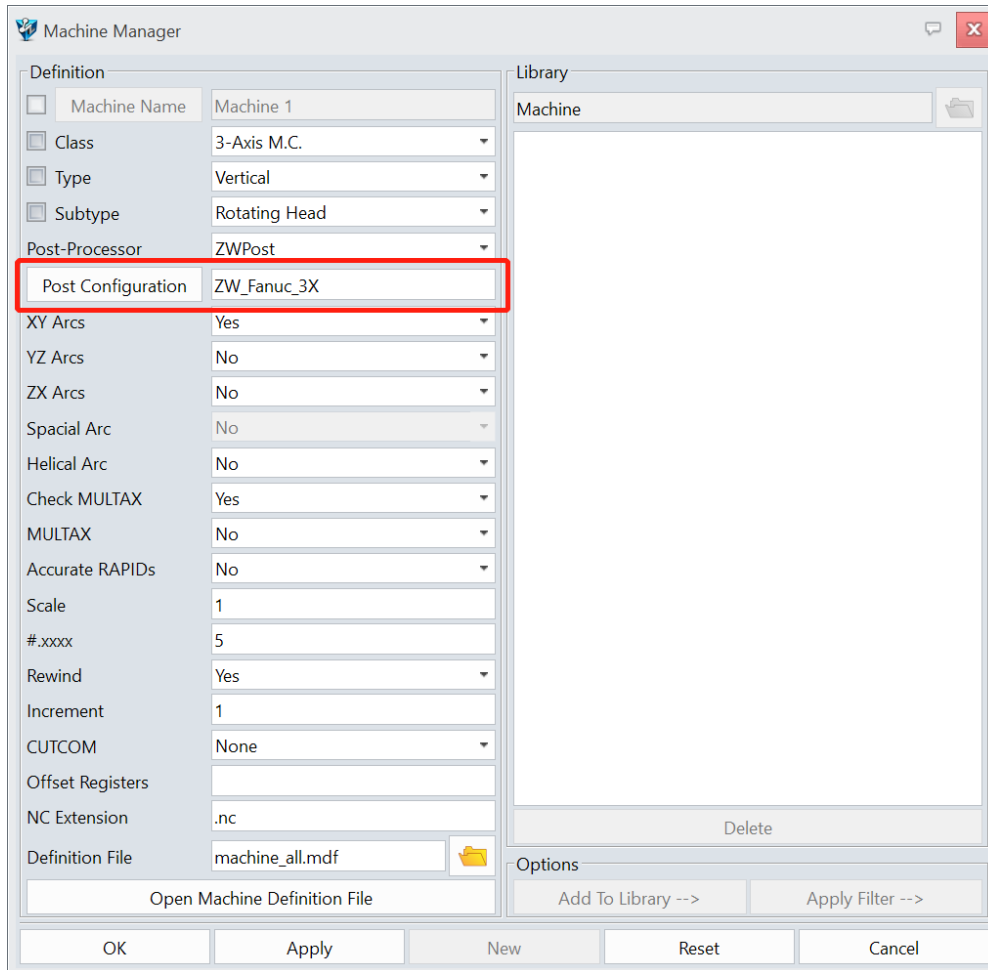 Machine Manager
Definition
Machine Name Machine 1
Class 3-Axis M.C.
Type Vertical
Subtype Rotating Head
Post-Processor ZWPost
Post Configuration ZW_Fanuc_3X
XY Arcs Yes
YZ Arcs No
ZX Arcs No
Spacial Arc No
Helical Arc No
Check MULTAX Yes
MULTAX No
Accurate RAPIDs No
Scale 1
#.xxxx 5
Rewind Yes
Increment 1
CUTCOM None
Offset Registers
NC Extension .nc
Definition File machine_all.mdf
Open Machine Definition File
Library
Machine
Delete
Options
Add To Library --> Apply Filter -->
OK Apply New Reset Cancel